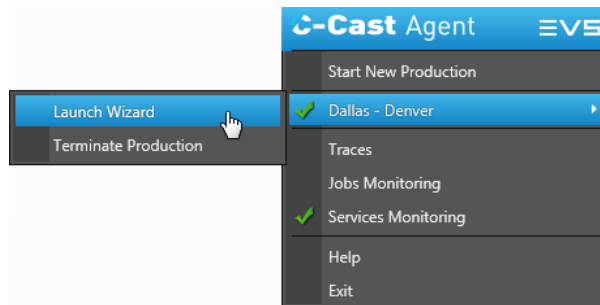 C-Cast Agent EVS
Start New Production
Launch Wizard
Dallas - Denver
Terminate Production
Traces
Jobs Monitoring
Services Monitoring
Help
Exit